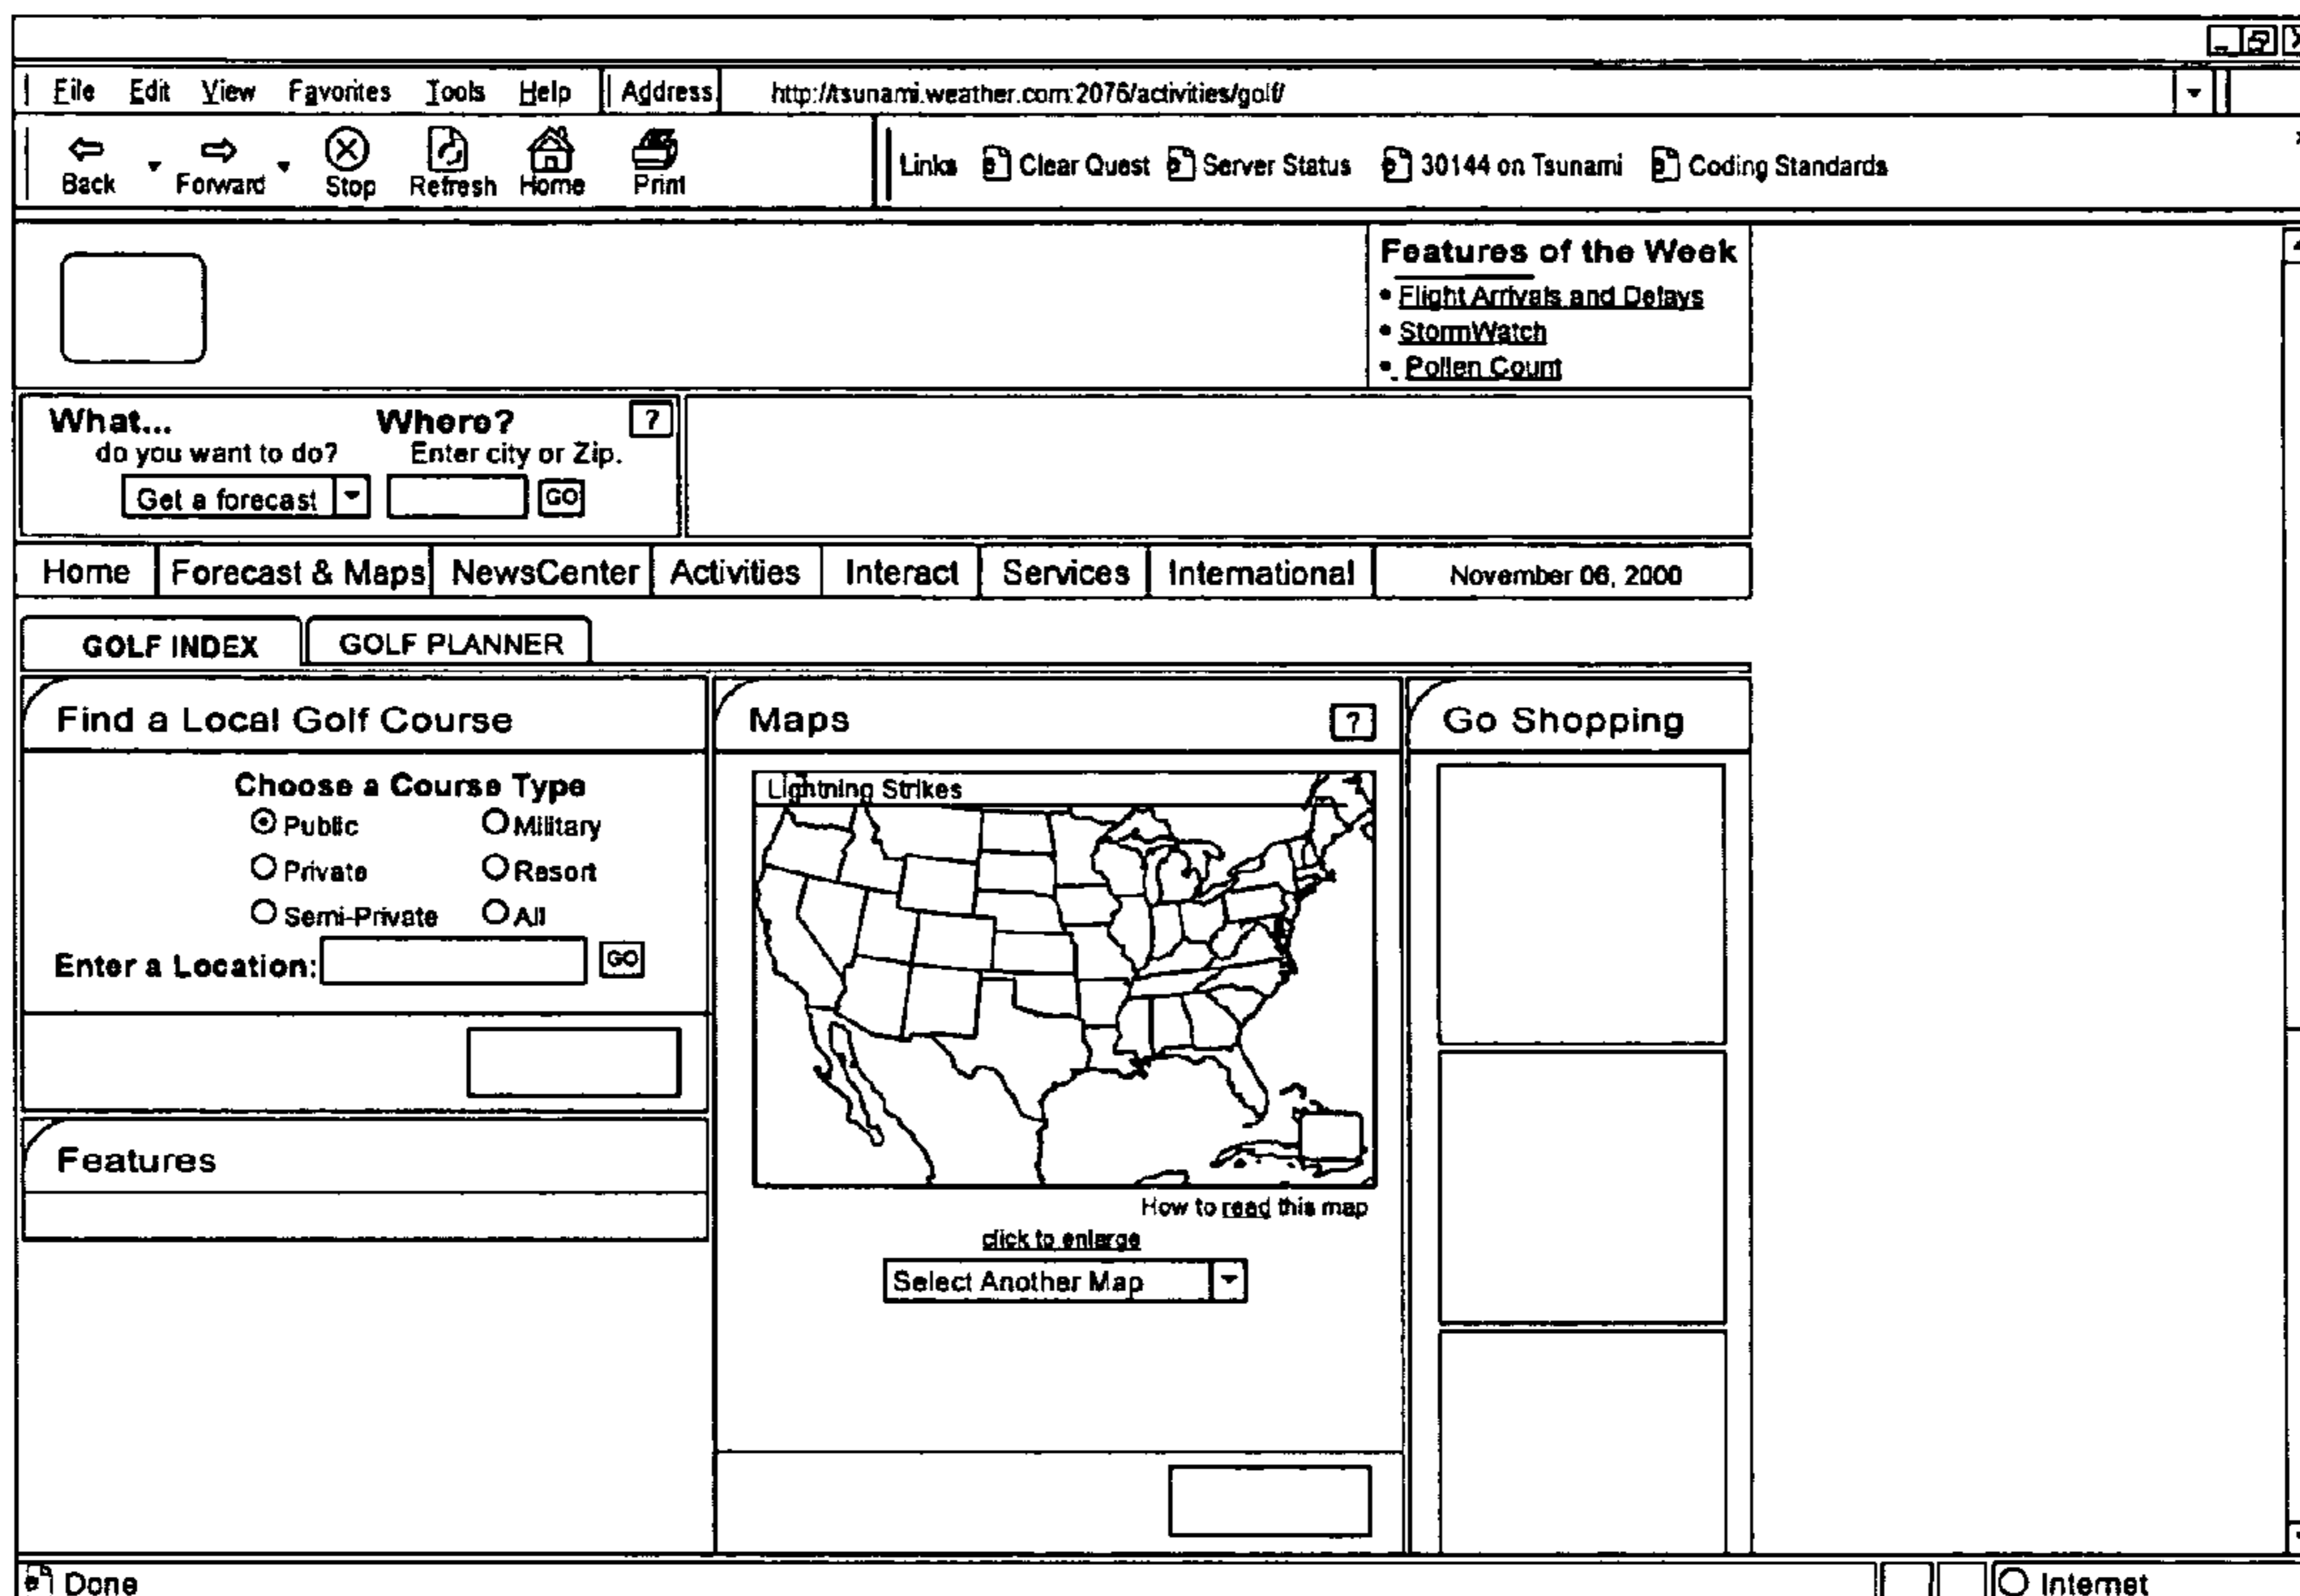 File Edit View Favorites Tools Help Address http://tsunami.weather.com:2076/activities/golf/
Back Forward Stop Refresh Home Print Links Clear Quest Server Status 30144 on Tsunami Coding Standards
Features of the Week
• Flight Arrivals and Delays
• StormWatch
• Pollen Count
What... Where? ?
do you want to do? Enter city or Zip.
Get a forecast GO
Home Forecast & Maps NewsCenter Activities Interact Services International November 06, 2000
GOLF INDEX GOLF PLANNER
Find a Local Golf Course
Choose a Course Type
Public Military
Private Resort
Semi-Private All
Enter a Location: GO
Features
Maps ?
Lightning Strikes
How to read this map
click to enlarge
Select Another Map
Go Shopping
Done Internet